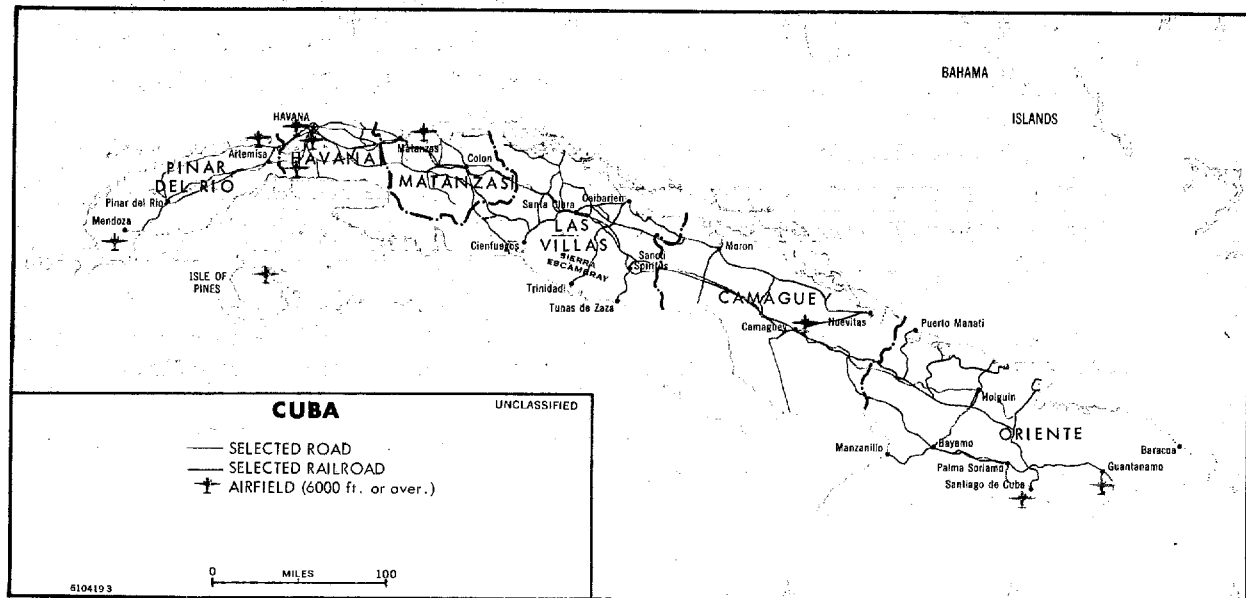 BAHAMA
ISLANDS
HAVANA
Artemisa
HAVANA
Matanzas
Colon
PINAR
DEL RIO
MATANZAS
Pinar del Rio
Mendoza
Santa Clara
Caibarien
Cienfuegos
LAS
VILLAS
SIERRA
ESCAMBRAY
Sancti
Spiritus
Moron
ISLE OF
PINES
Trinidad
Tunas de Zaza
CAMAGUEY
Camaguey
Nuevitas
Puerto Manati
Holguin
ORIENTE
Manzanillo
Bayamo
Baracoa
Palma Soriamo
Guantanamo
Santiago de Cuba
CUBA
UNCLASSIFIED
SELECTED ROAD
SELECTED RAILROAD
AIRFIELD (6000 ft. or over.)
0 MILES 100
610419 3